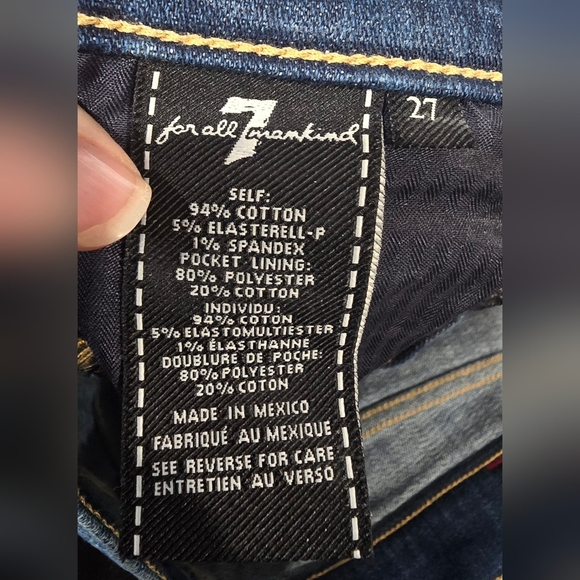 7
for all mankind
27
SELF:
94% COTTON
5% ELASTERELL-P
1% SPANDEX
POCKET LINING:
80% POLYESTER
20% COTTON
INDIVIDU:
94% COTON
5% ELASTOMULTIESTER
1% ÉLASTHANNE
DOUBLURE DE POCHE:
80% POLYESTER
20% COTON
MADE IN MEXICO
FABRIQUÉ AU MEXIQUE
SEE REVERSE FOR CARE
ENTRETIEN AU VERSO